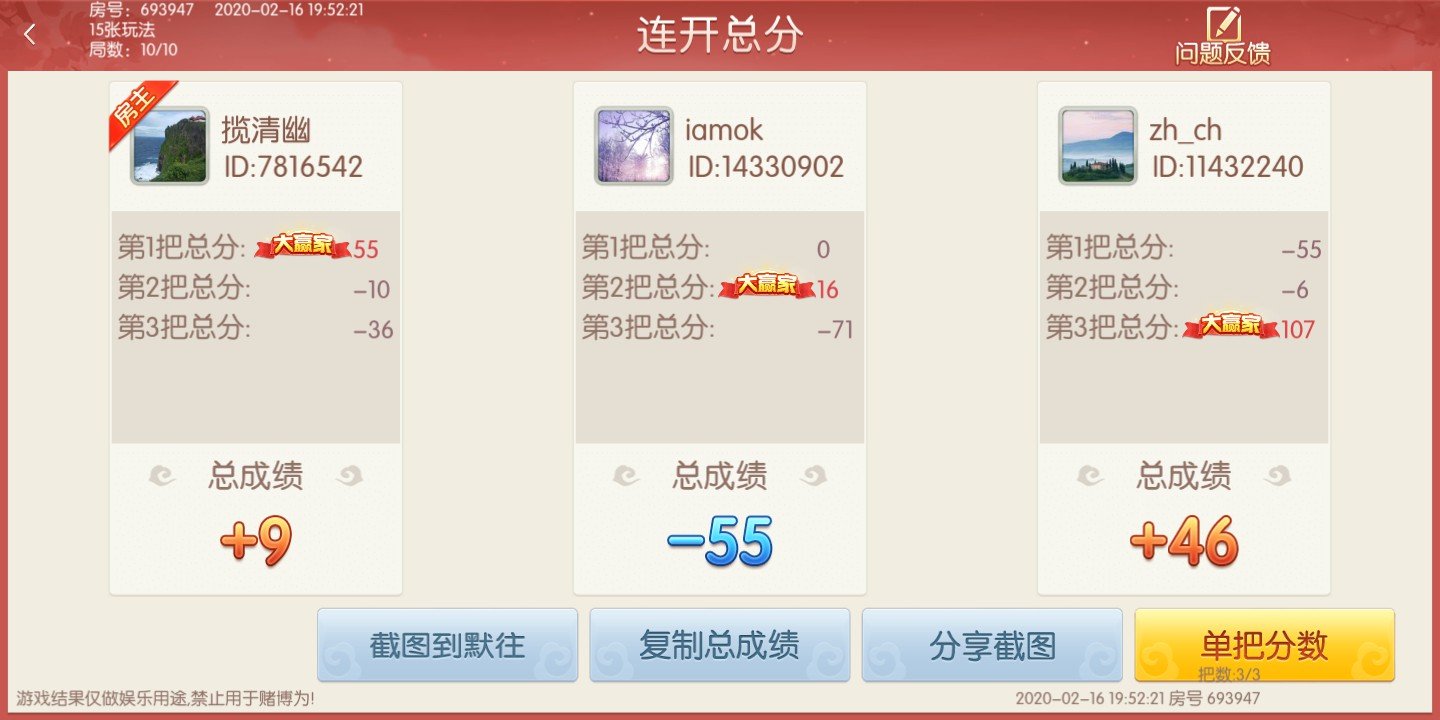 房号：693947 2020-02-16 19:52:21
15张玩法
局数：10/10
连开总分
问题反馈
房主
揽清幽
ID:7816542
第1把总分: 大赢家 55
第2把总分: -10
第3把总分: -36
总成绩
+9
iamok
ID:14330902
第1把总分: 0
第2把总分: 大赢家 16
第3把总分: -71
总成绩
-55
zh_ch
ID:11432240
第1把总分: -55
第2把总分: -6
第3把总分: 大赢家 107
总成绩
+46
截图到默往
复制总成绩
分享截图
单把分数
把数:3/3
游戏结果仅做娱乐用途,禁止用于赌博为!
2020-02-16 19:52:21 房号 693947